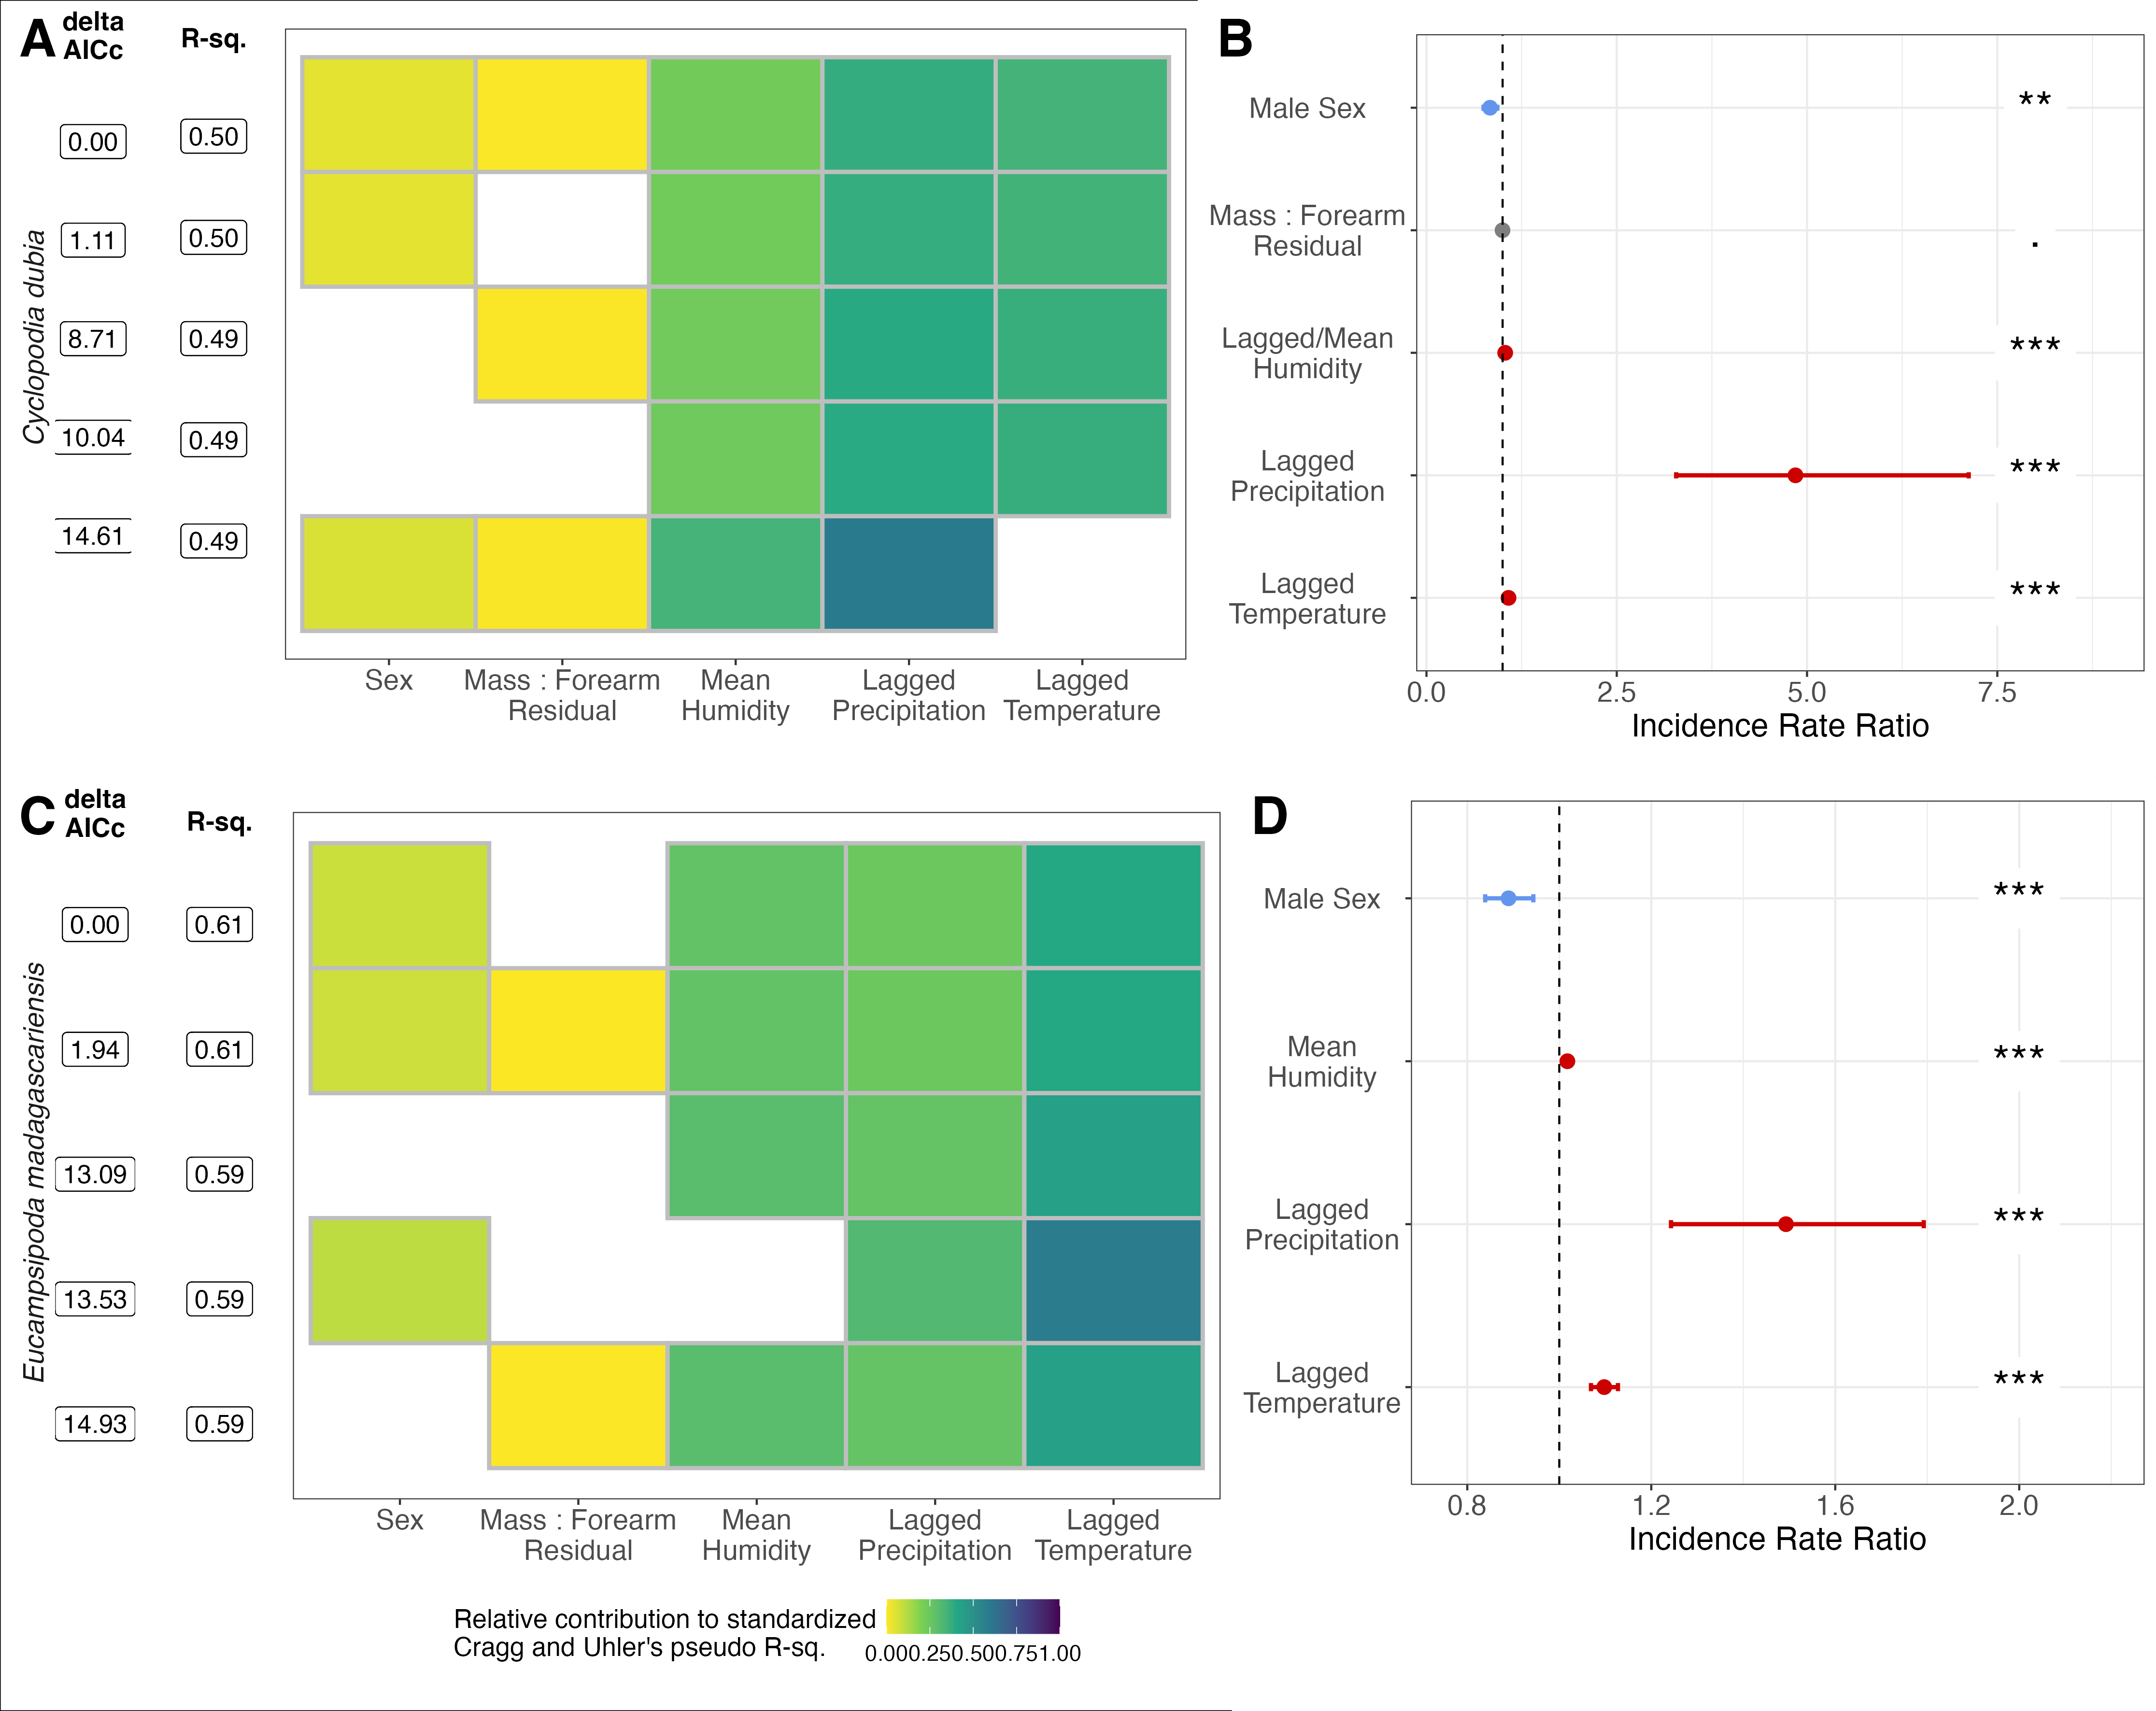 A
delta
AICc
R-sq.
Cyclopodia dubia
0.00
0.50
1.11
0.50
8.71
0.49
10.04
0.49
14.61
0.49
Sex
Mass : Forearm
Residual
Mean
Humidity
Lagged
Precipitation
Lagged
Temperature
B
Male Sex
**
Mass : Forearm
Residual
.
Lagged/Mean
Humidity
***
Lagged
Precipitation
***
Lagged
Temperature
***
0.0 2.5 5.0 7.5
Incidence Rate Ratio
C
delta
AICc
R-sq.
Eucampsipoda madagascariensis
0.00
0.61
1.94
0.61
13.09
0.59
13.53
0.59
14.93
0.59
Sex
Mass : Forearm
Residual
Mean
Humidity
Lagged
Precipitation
Lagged
Temperature
D
Male Sex
***
Mean
Humidity
***
Lagged
Precipitation
***
Lagged
Temperature
***
0.8 1.2 1.6 2.0
Incidence Rate Ratio
Relative contribution to standardized
Cragg and Uhler's pseudo R-sq.
0.000.250.500.751.00